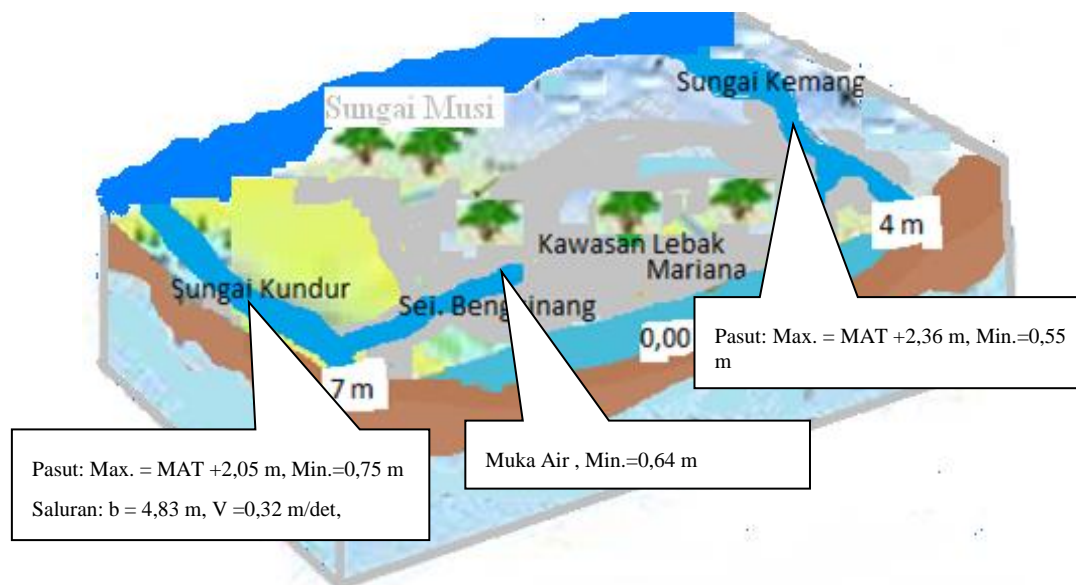 Sungai Kemang
Sungai Musi
4 m
Kawasan Lebak
Mariana
Sungai Kundur
Sei.
0,00
7 m
Pasut: Max. = MAT +2,36 m, Min.=0,55
m
Pasut: Max. = MAT +2,05 m, Min.=0,75 m
Saluran: b = 4,83 m, V =0,32 m/det,
Muka Air , Min.=0,64 m